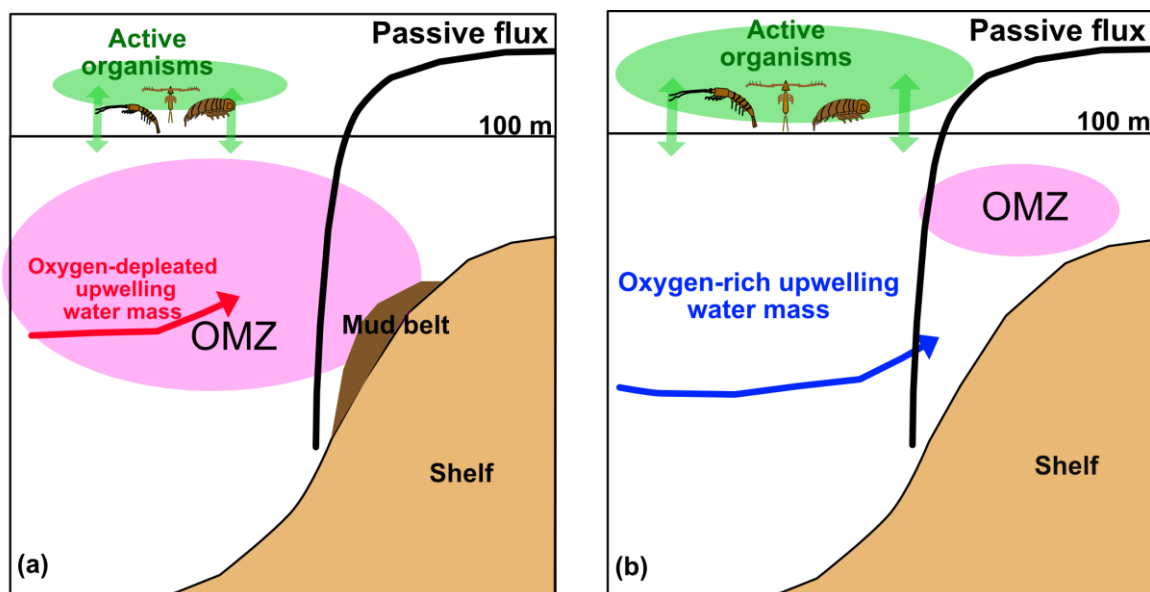 Active
organisms
Passive flux
100 m
Oxygen-depleated
upwelling
water mass
OMZ
Mud belt
Shelf
(a)
Active
organisms
Passive flux
100 m
OMZ
Oxygen-rich upwelling
water mass
Shelf
(b)